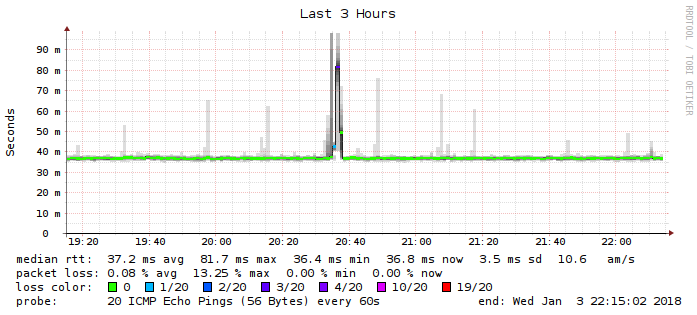 Last 3 Hours
RRDTOOL / TOBI OETIKER
Seconds
90 m
80 m
70 m
60 m
50 m
40 m
30 m
20 m
10 m
0
19:20 19:40 20:00 20:20 20:40 21:00 21:20 21:40 22:00
median rtt: 37.2 ms avg 81.7 ms max 36.4 ms min 36.8 ms now 3.5 ms sd 10.6 am/s
packet loss: 0.08 % avg 13.25 % max 0.00 % min 0.00 % now
loss color: 0 1/20 2/20 3/20 4/20 10/20 19/20
probe: 20 ICMP Echo Pings (56 Bytes) every 60s end: Wed Jan 3 22:15:02 2018